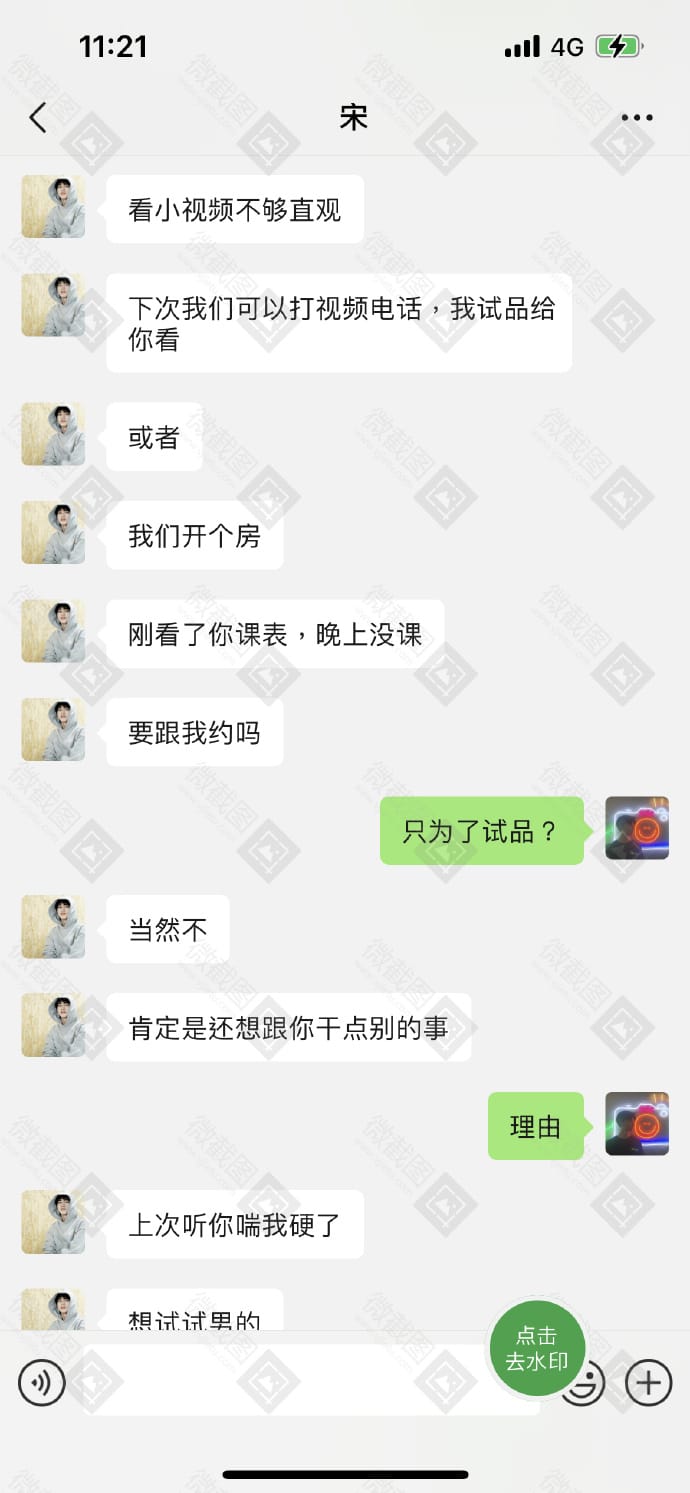 11:21
4G
宋
看小视频不够直观
下次我们可以打视频电话，我试品给
你看
或者
我们开个房
刚看了你课表，晚上没课
要跟我约吗
只为了试品？
当然不
肯定是还想跟你干点别的事
理由
上次听你喘我硬了
想试试男的
点击
去水印
微截图